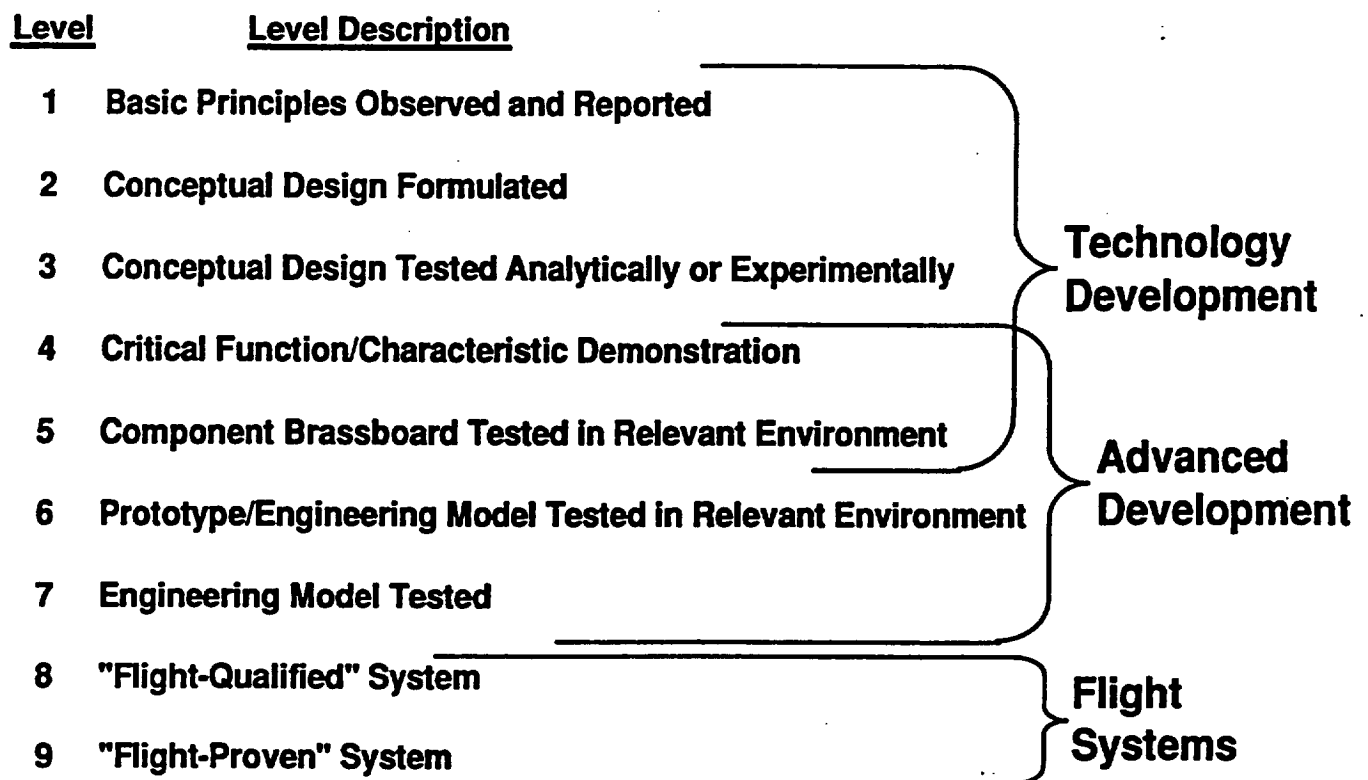 Level Level Description
1 Basic Principles Observed and Reported
2 Conceptual Design Formulated
3 Conceptual Design Tested Analytically or Experimentally
Technology
Development
4 Critical Function/Characteristic Demonstration
5 Component Brassboard Tested in Relevant Environment
Advanced
Development
6 Prototype/Engineering Model Tested in Relevant Environment
7 Engineering Model Tested
8 "Flight-Qualified" System
Flight
Systems
9 "Flight-Proven" System